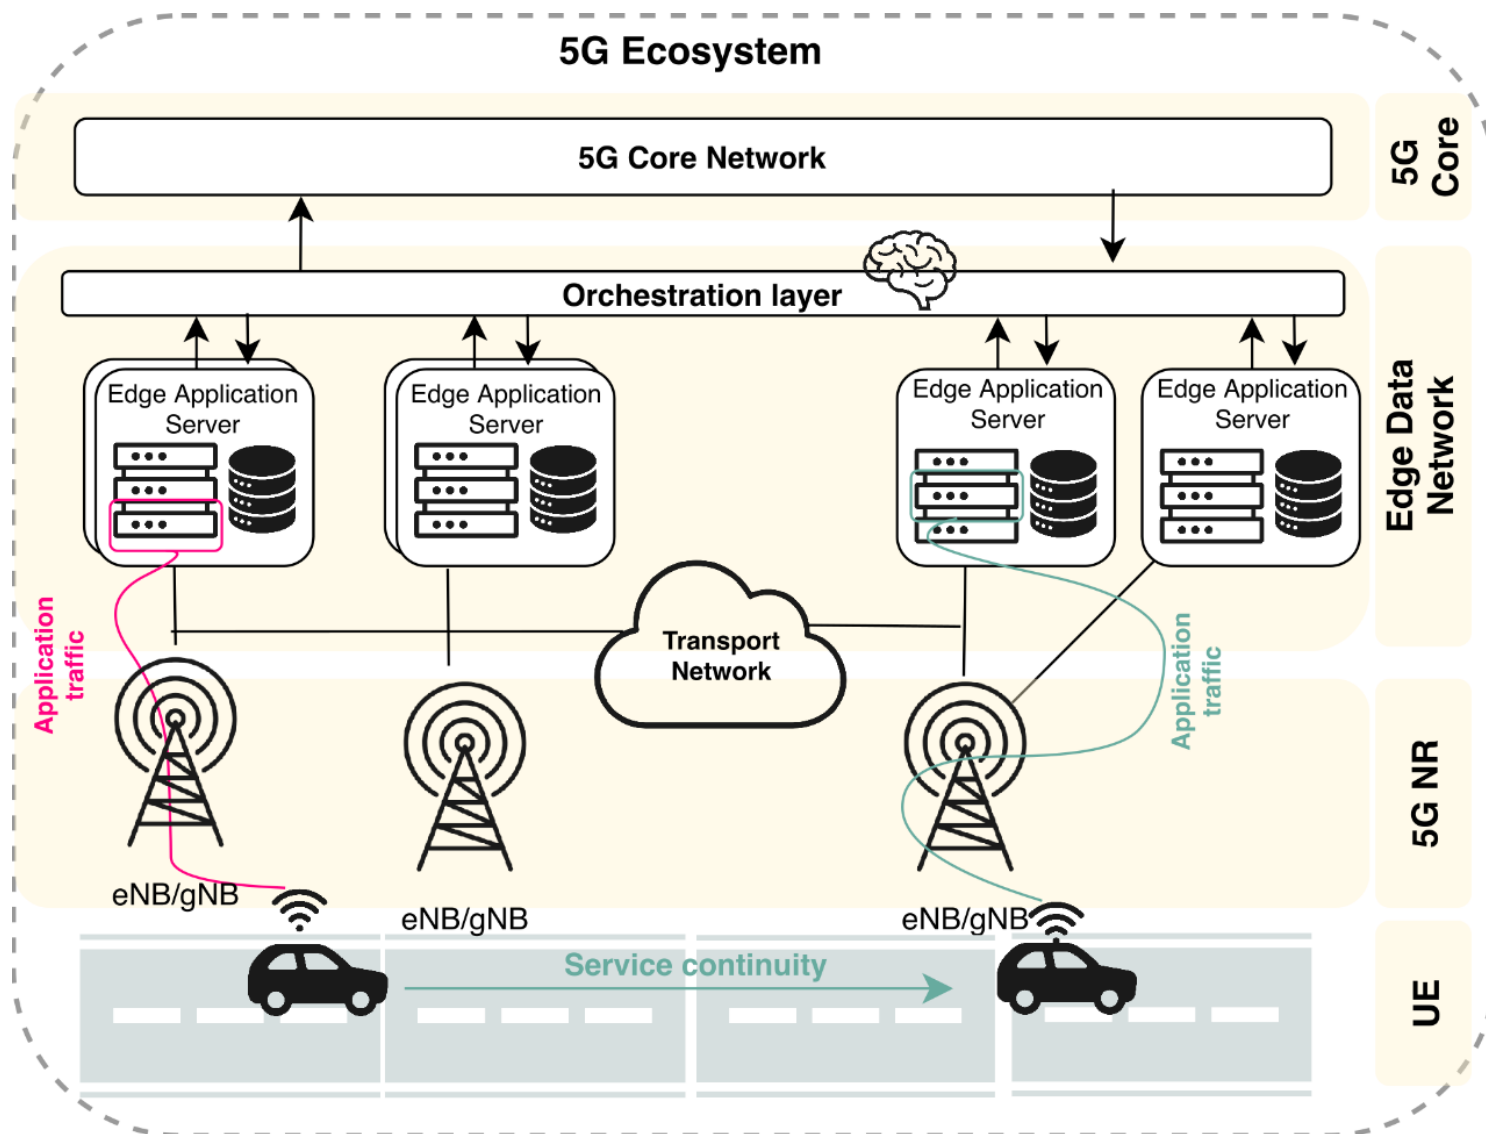 5G Ecosystem
5G Core Network
5G
Core
Orchestration layer
Edge Application
Server
Edge Application
Server
Edge Application
Server
Edge Application
Server
Edge Data
Network
Transport
Network
Application
traffic
Application
traffic
5G NR
eNB/gNB
eNB/gNB
eNB/gNB
Service continuity
UE